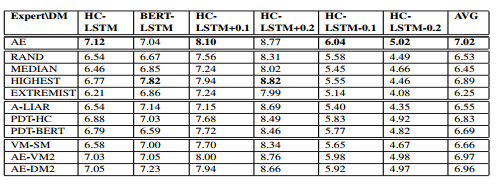 Expert\DM HC-LSTM BERT-LSTM HC-LSTM+0.1 HC-LSTM+0.2 HC-LSTM-0.1 HC-LSTM-0.2 AVG
AE 7.12 7.04 8.10 8.77 6.04 5.02 7.02
RAND 6.54 6.67 7.56 8.31 5.58 4.49 6.53
MEDIAN 6.46 6.85 7.24 8.02 5.45 4.66 6.45
HIGHEST 6.77 7.82 7.94 8.82 5.55 4.46 6.89
EXTREMIST 6.21 6.86 7.24 7.99 5.14 4.08 6.25
A-LIAR 6.54 7.14 7.15 8.69 5.40 4.35 6.55
PDT-HC 6.88 7.03 7.68 8.49 5.83 4.92 6.83
PDT-BERT 6.79 6.59 7.72 8.46 5.77 4.82 6.69
VM-SM 6.58 7.00 7.70 8.34 5.65 4.67 6.66
AE-VM2 7.03 7.05 8.00 8.76 5.98 4.98 6.97
AE-DM2 7.05 7.23 7.94 8.66 5.92 4.97 6.96